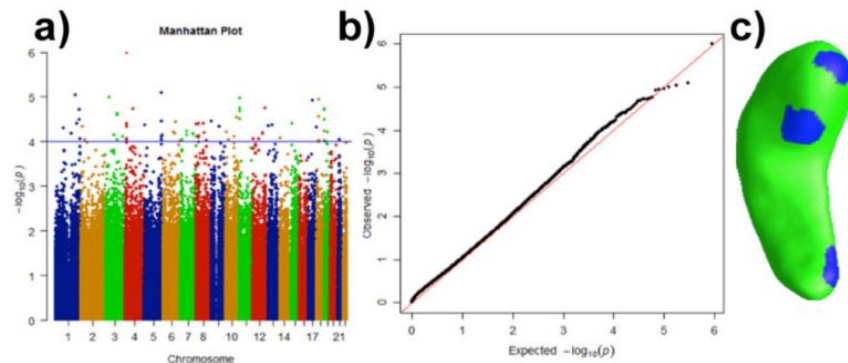 a)
Manhattan Plot
−log10(p)
6
5
4
3
2
1
0
1 2 3 4 5 6 7 8 10 12 14 17 21
Chromosome
b)
Observed −log10(p)
6
5
4
3
2
1
0
0 1 2 3 4 5 6
Expected −log10(p)
c)